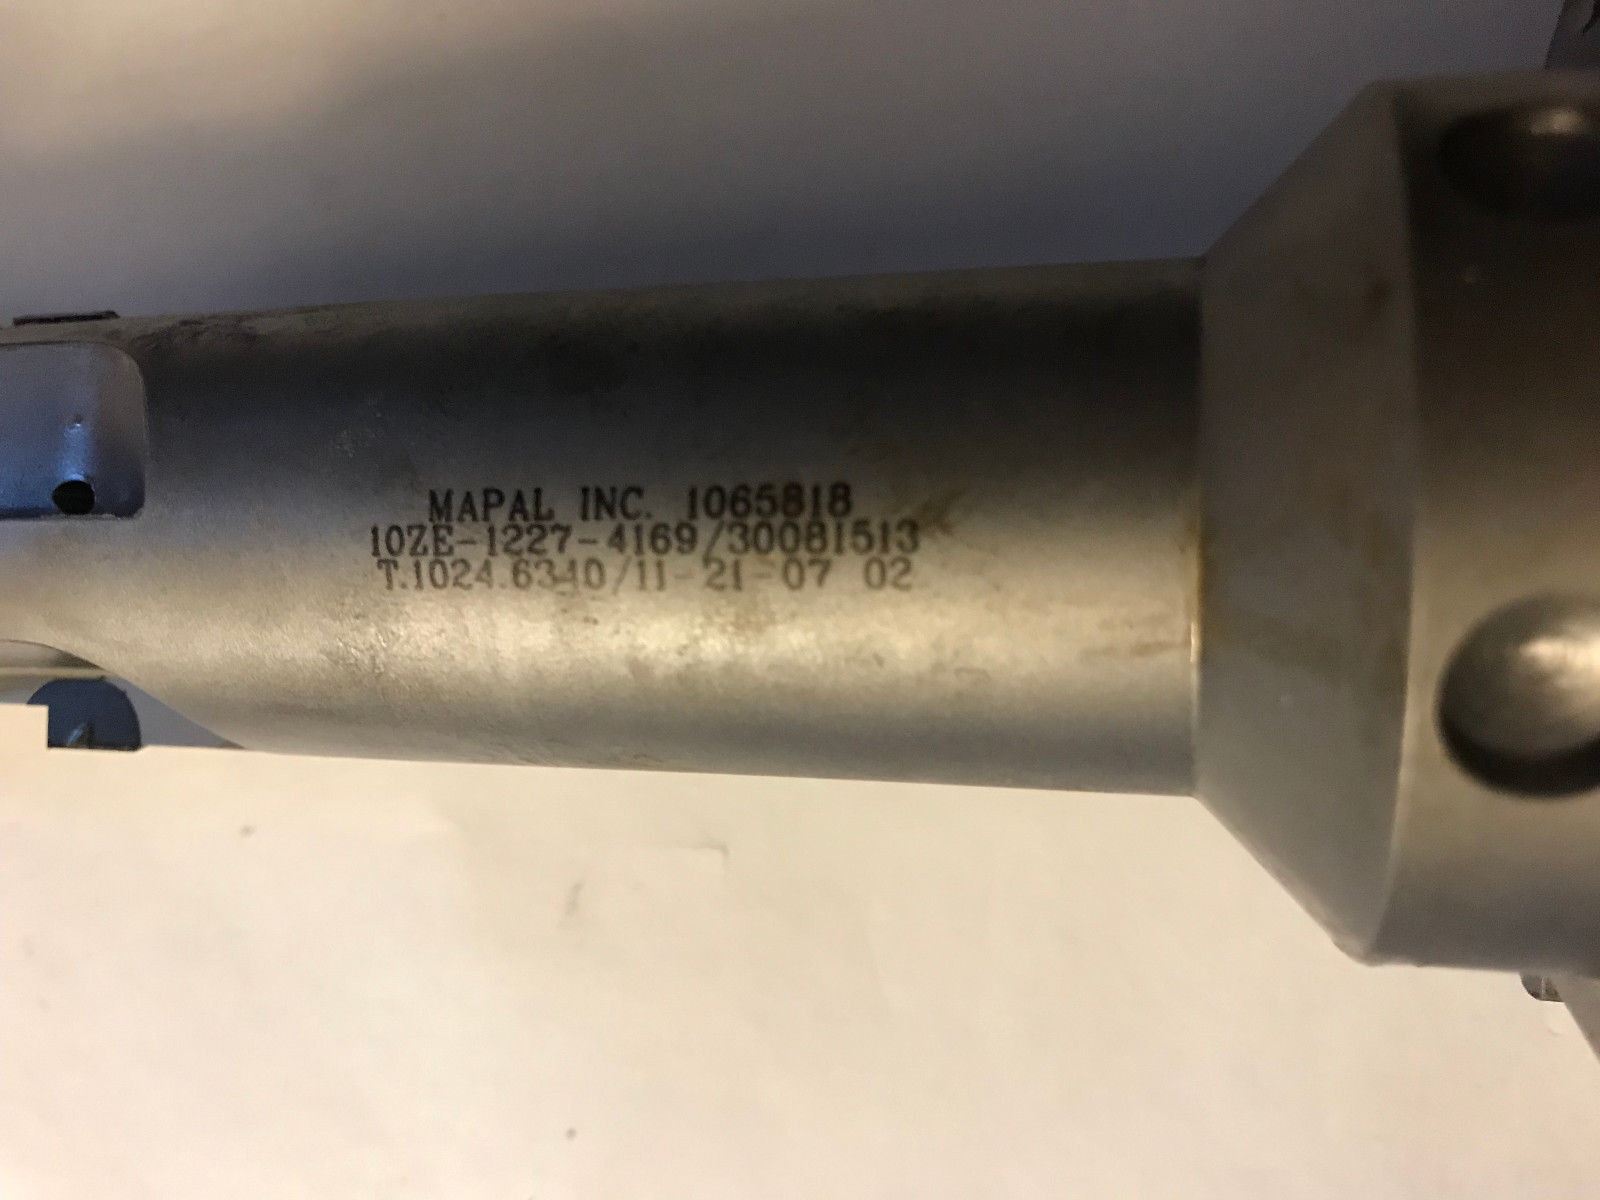 MAPAL INC. 1065818
10ZE-1227-4169/30081513
T.1024.6340/11-21-07 02